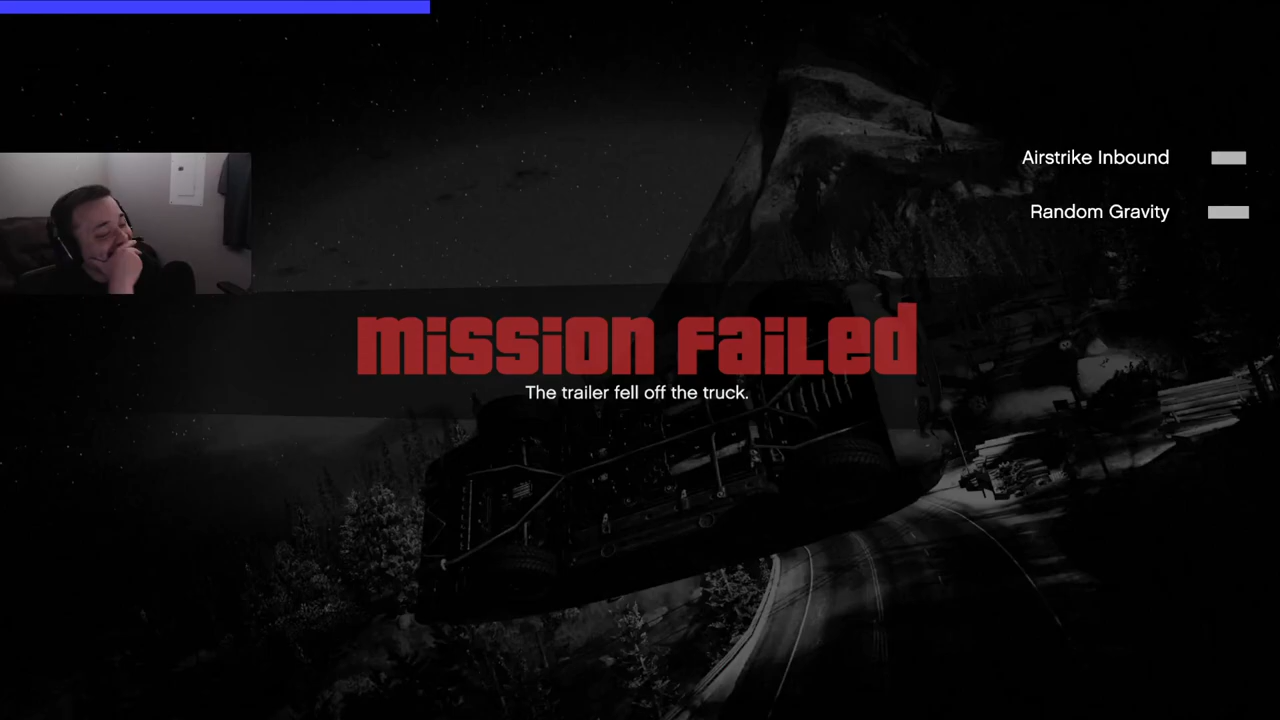 Airstrike Inbound
Random Gravity
mission failed
The trailer fell off the truck.